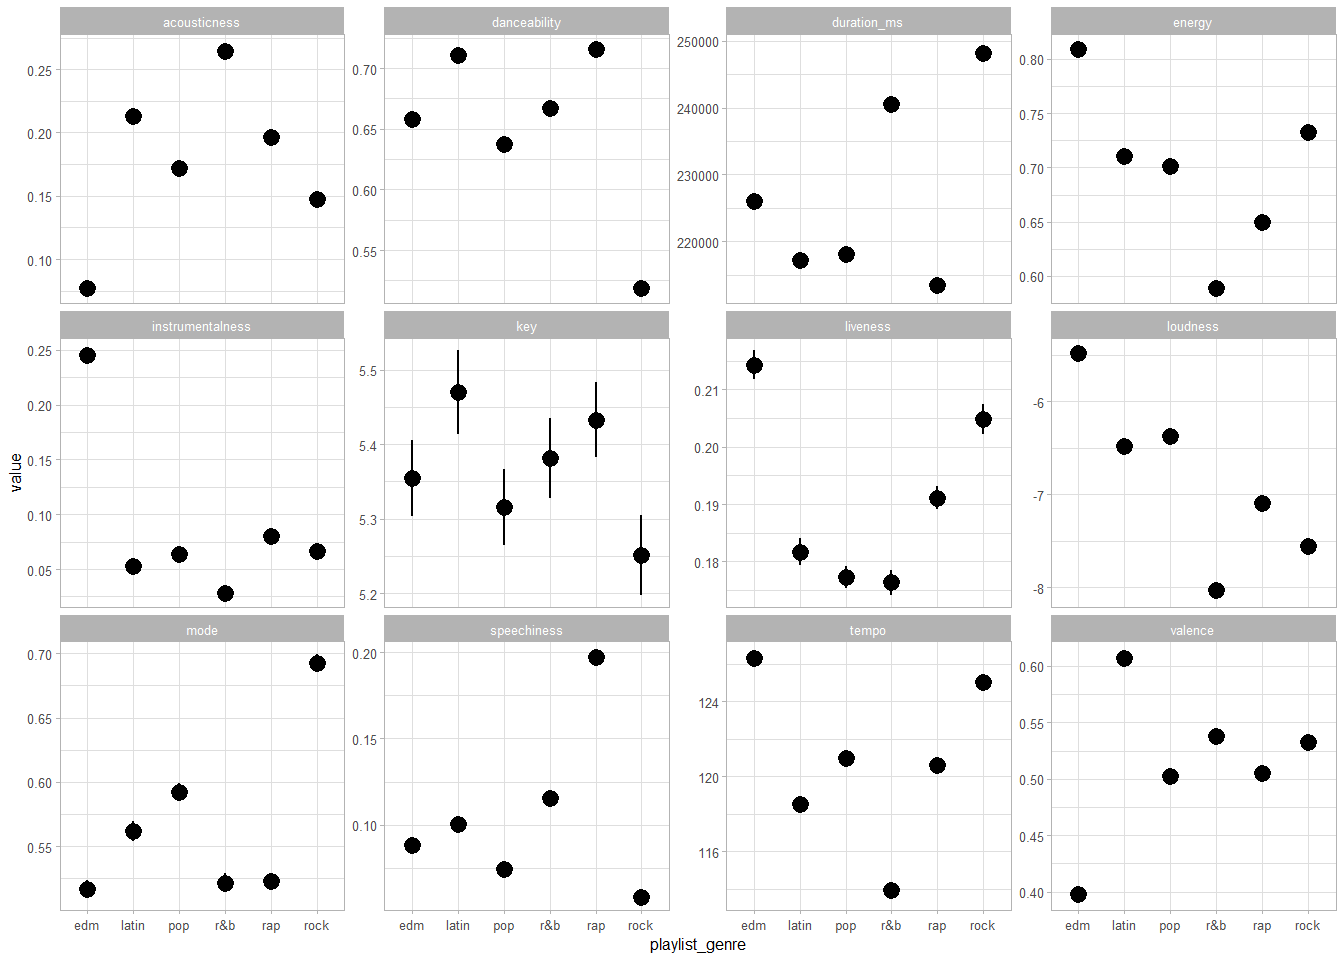 acousticness danceability duration_ms energy
0.25 0.70 250000 0.80
0.20 0.65 240000 0.75
0.15 0.60 230000 0.70
0.10 0.55 220000 0.65
0.60
instrumentalness key liveness loudness
0.25 5.5 0.21 -6
0.20 5.4 0.20 -7
0.15 5.3 0.19 -8
0.10 5.2 0.18
0.05
value
mode speechiness tempo valence
0.70 0.20 124 0.60
0.65 0.15 120 0.55
0.60 0.10 116 0.50
0.55 0.45
0.40
edm latin pop r&b rap rock edm latin pop r&b rap rock edm latin pop r&b rap rock edm latin pop r&b rap rock
playlist_genre